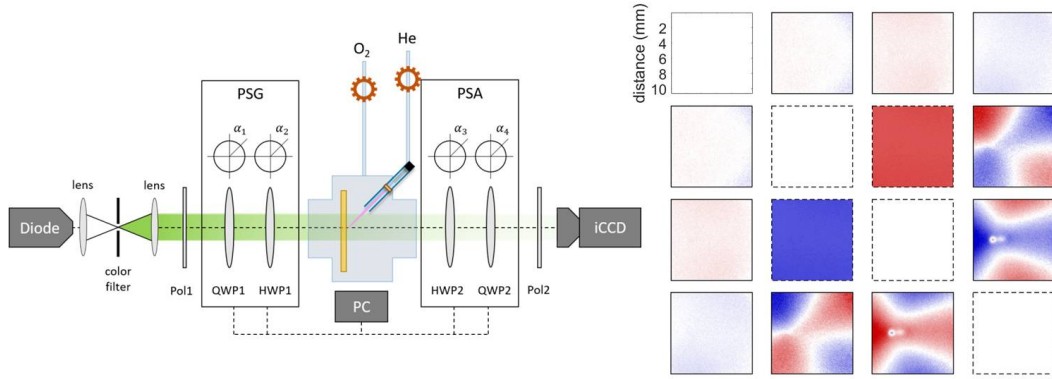 O₂
He
PSG
PSA
α₁
α₂
α₃
α₄
lens
lens
Diode
iCCD
color
filter
Pol1
QWP1
HWP1
PC
HWP2
QWP2
Pol2
distance (mm)
2
4
6
8
10